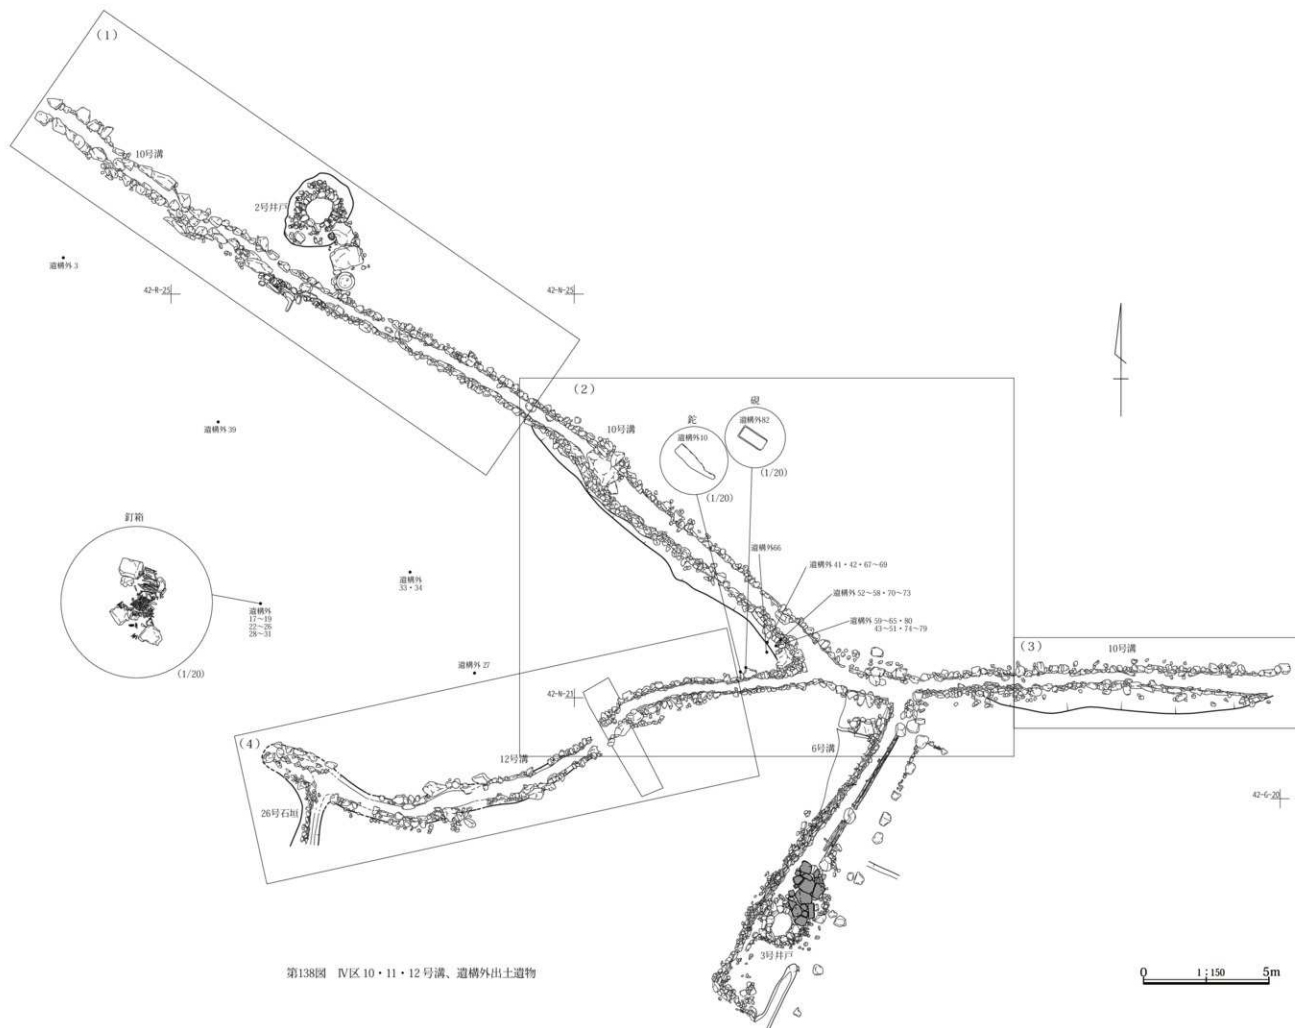 (1)
10号溝
2号井戸
遺構外 3
42-R-25
42-N-25
(2)
硯
鉈
遺構外82
10号溝
遺構外10
(1/20)
(1/20)
遺構外 39
釘箱
遺構外66
遺構外 41・42・67〜69
遺構外
33・34
遺構外 52〜58・70〜73
遺構外
17〜19
22〜26
28〜31
遺構外 59〜65・80
43〜51・74〜79
(3)
10号溝
(1/20)
遺構外 27
42-N-21
(4)
12号溝
6号溝
26号石垣
42-G-20
3号井戸
第138図 Ⅳ区 10・11・12 号溝、遺構外出土遺物
0 1:150 5m